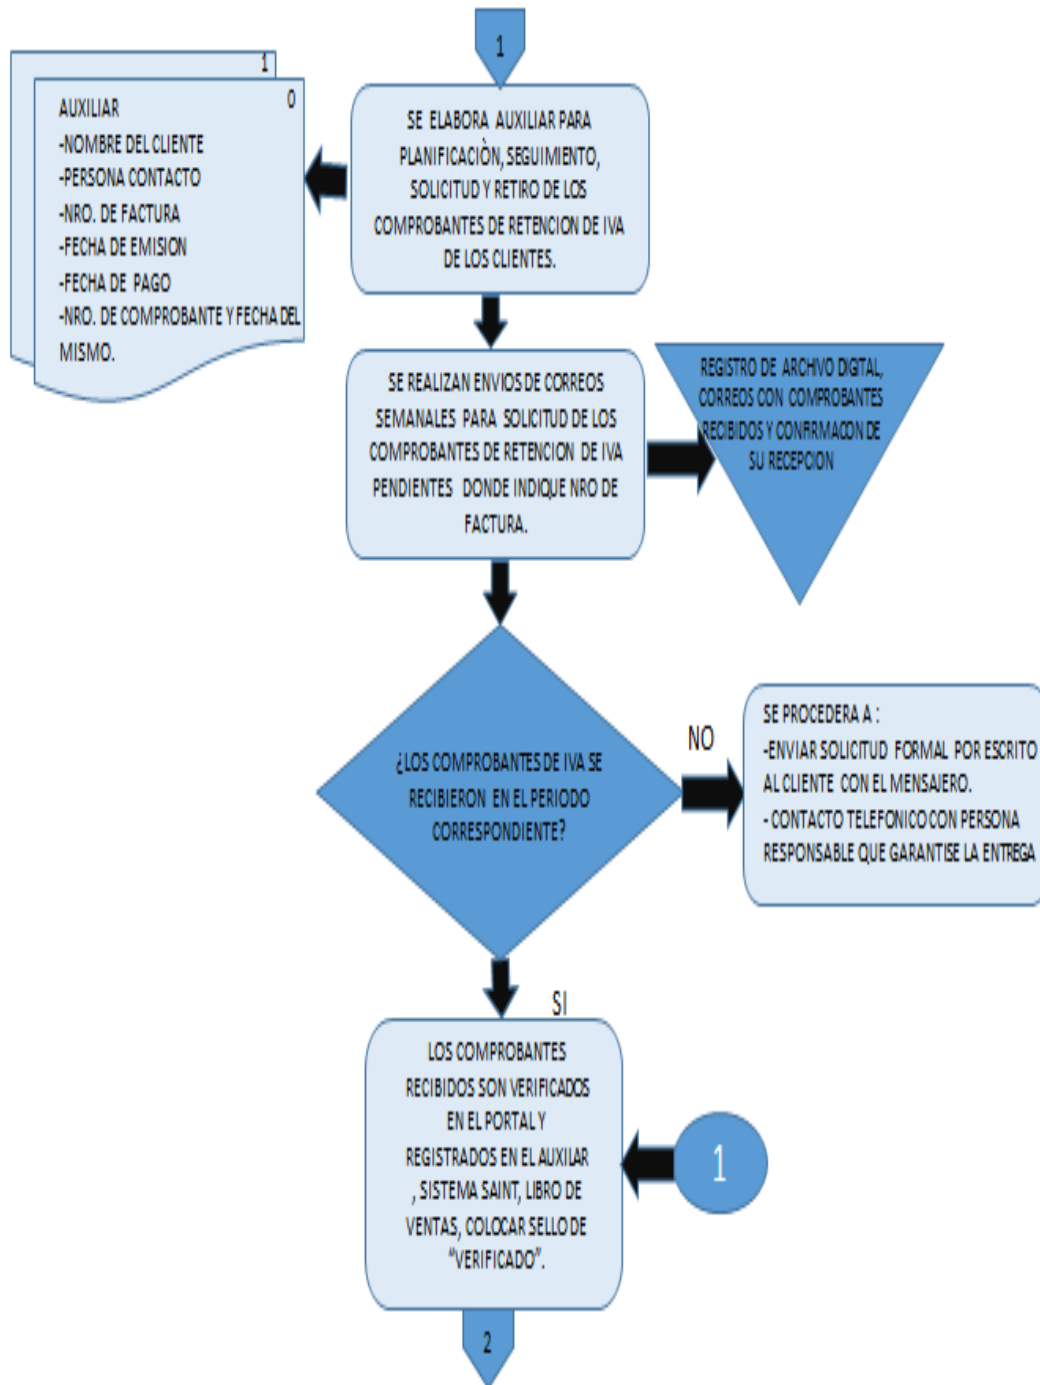 1
1
0
AUXILIAR
-NOMBRE DEL CLIENTE
-PERSONA CONTACTO
-NRO. DE FACTURA
-FECHA DE EMISION
-FECHA DE PAGO
-NRO. DE COMPROBANTE Y FECHA DEL
MISMO.
SE ELABORA AUXILIAR PARA
PLANIFICACIÒN, SEGUIMIENTO,
SOLICITUD Y RETIRO DE LOS
COMPROBANTES DE RETENCION DE IVA
DE LOS CLIENTES.
SE REALIZAN ENVIOS DE CORREOS
SEMANALES PARA SOLICITUD DE LOS
COMPROBANTES DE RETENCION DE IVA
PENDIENTES DONDE INDIQUE NRO DE
FACTURA.
REGISTRO DE ARCHIVO DIGITAL,
CORREOS CON COMPROBANTES
RECIBIDOS Y CONFIRMACON DE
SU RECEPCION
¿LOS COMPROBANTES DE IVA SE
RECIBIERON EN EL PERIODO
CORRESPONDIENTE?
NO
SE PROCEDERA A :
-ENVIAR SOLICITUD FORMAL POR ESCRITO
AL CLIENTE CON EL MENSAJERO.
- CONTACTO TELEFONICO CON PERSONA
RESPONSABLE QUE GARANTISE LA ENTREGA
SI
LOS COMPROBANTES
RECIBIDOS SON VERIFICADOS
EN EL PORTAL Y
REGISTRADOS EN EL AUXILAR
, SISTEMA SAINT, LIBRO DE
VENTAS, COLOCAR SELLO DE
“VERIFICADO”.
1
2